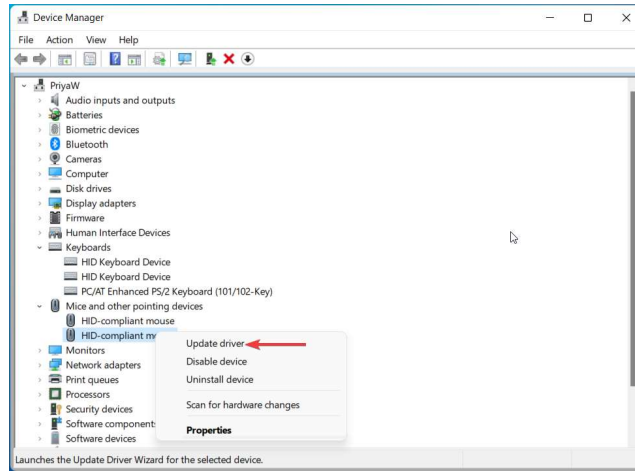 Device Manager
File Action View Help
PriyaW
Audio inputs and outputs
Batteries
Biometric devices
Bluetooth
Cameras
Computer
Disk drives
Display adapters
Firmware
Human Interface Devices
Keyboards
HID Keyboard Device
HID Keyboard Device
PC/AT Enhanced PS/2 Keyboard (101/102-Key)
Mice and other pointing devices
HID-compliant mouse
HID-compliant
Update driver
Monitors
Disable device
Network adapters
Print queues
Uninstall device
Processors
Security devices
Scan for hardware changes
Software
Software devices
Properties
Launches the Update Driver Wizard for the selected device.